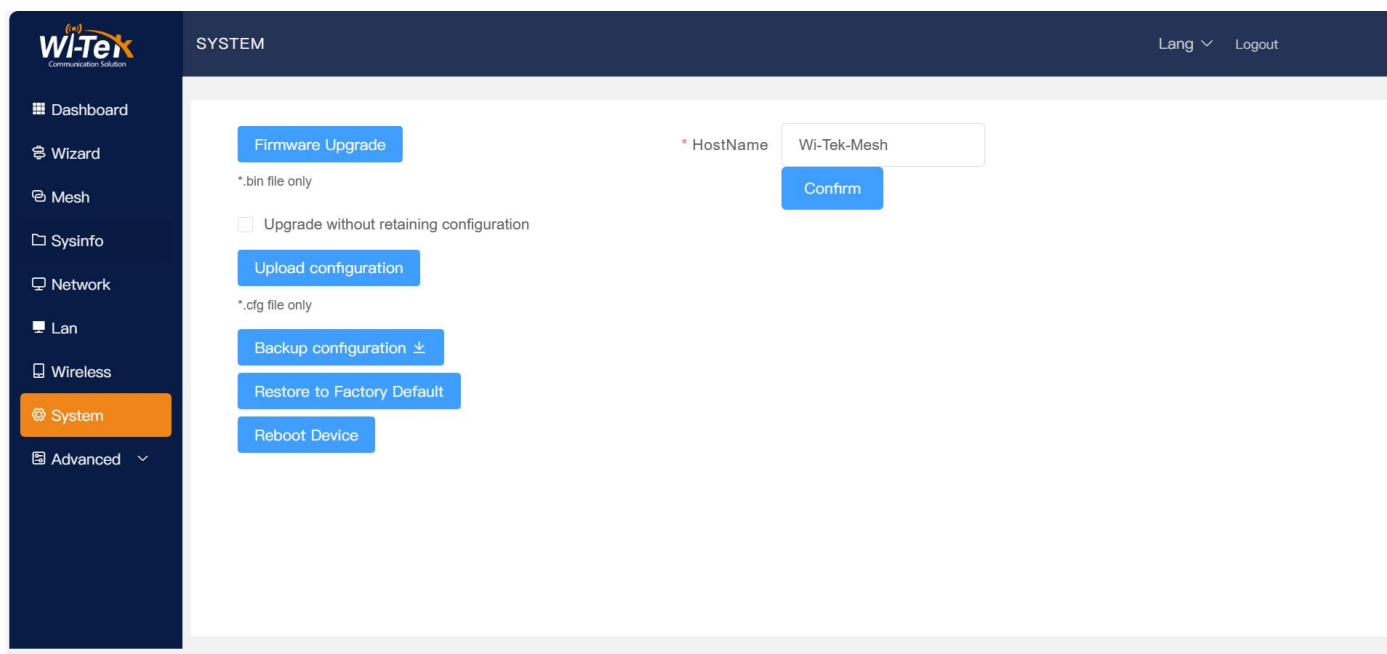 Wi-Tek
Communication Solution
SYSTEM
Lang
Logout
Dashboard
Wizard
Mesh
Sysinfo
Network
Lan
Wireless
System
Advanced
Firmware Upgrade
*.bin file only
Upgrade without retaining configuration
Upload configuration
*.cfg file only
Backup configuration
Restore to Factory Default
Reboot Device
* HostName
Wi-Tek-Mesh
Confirm